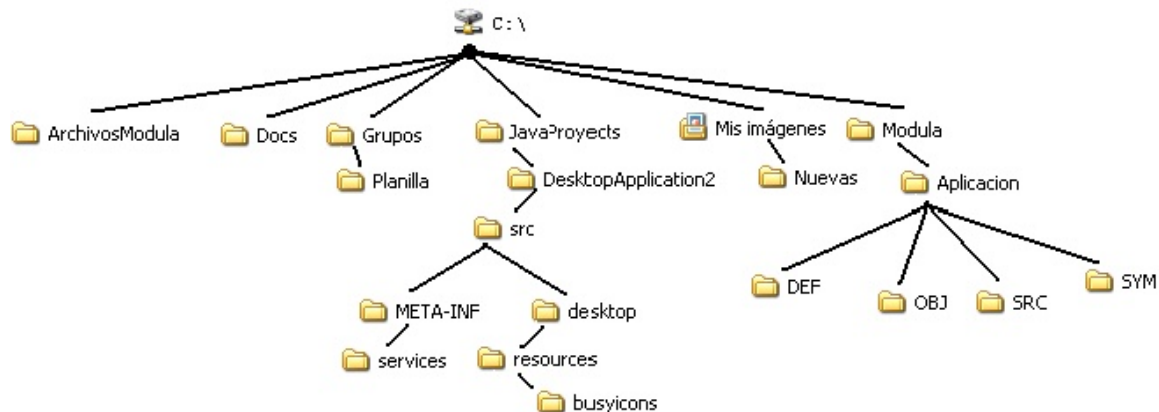 C:\
ArchivosModula
Docs
Grupos
JavaProyects
Mis imágenes
Modula
Planilla
DesktopApplication2
Nuevas
Aplicacion
src
DEF
OBJ
SRC
SYM
META-INF
desktop
services
resources
busyicons